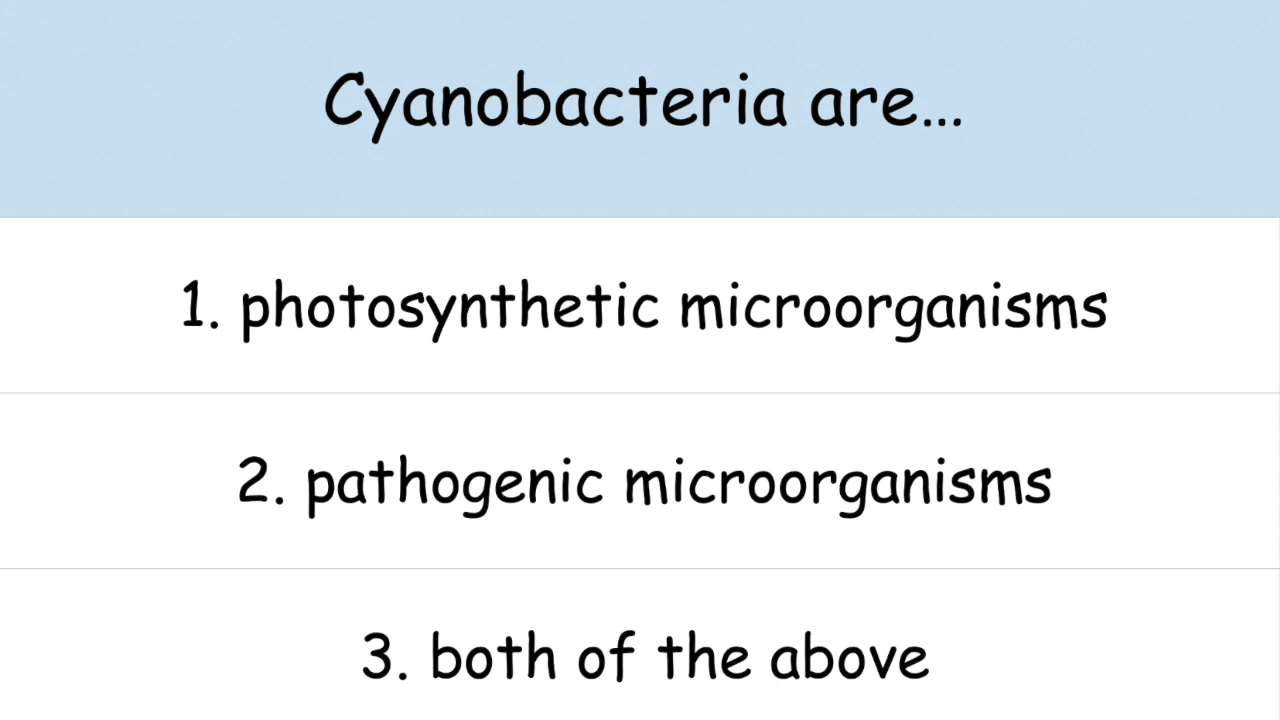 Cyanobacteria are...
1. photosynthetic microorganisms
2. pathogenic microorganisms
3. both of the above